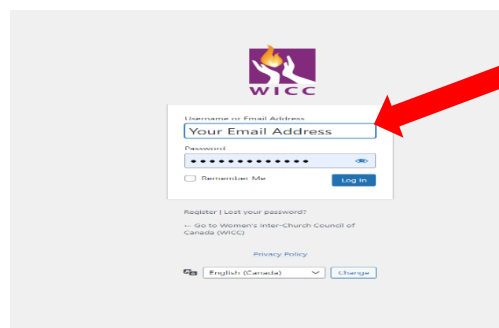 WICC
Username or Email Address
Your Email Address
Password
Remember Me
Log In
Register | Lost your password?
← Go to Women's Inter-Church Council of
Canada (WICC)
Privacy Policy
English (Canada)
Change